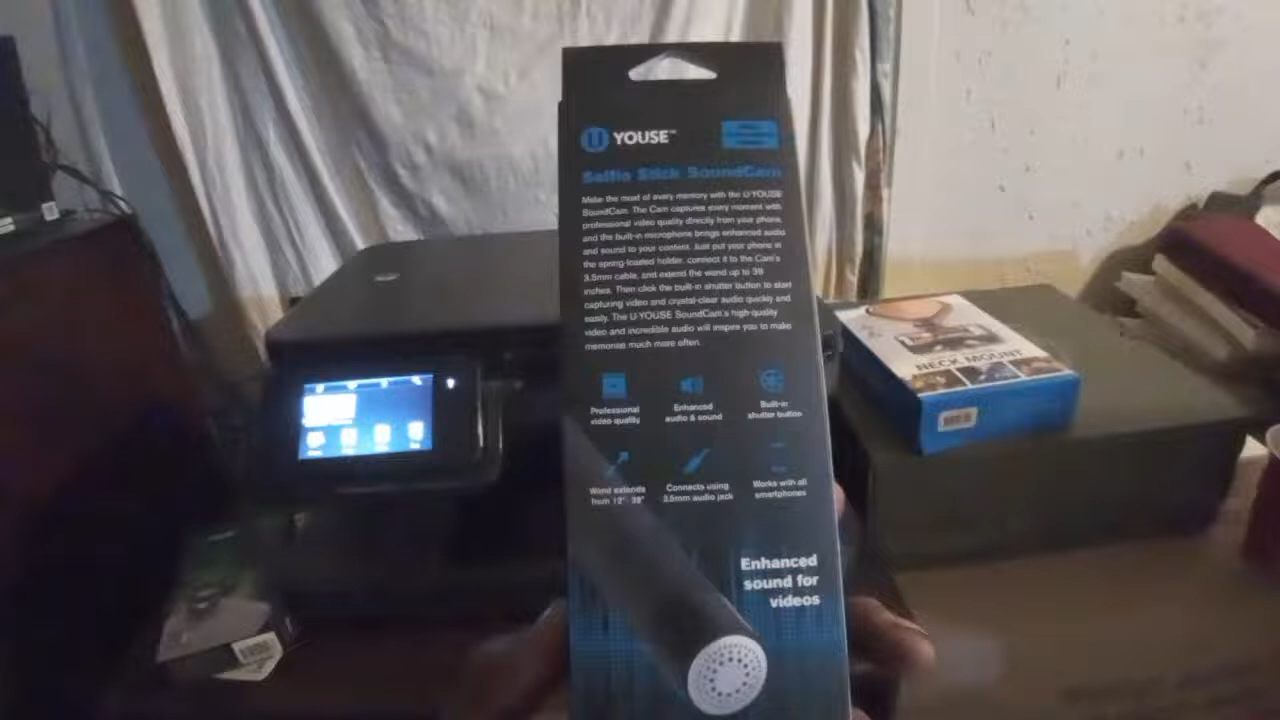 U YOUSE™
Selfie Stick SoundCam
Make the most of every memory with the U-YOUSE
SoundCam. The Cam captures every moment with
professional video quality directly from your phone,
and the built-in microphone brings enhanced audio
and sound to your content. Just put your phone in
the spring-loaded holder, connect it to the Cam's
3.5mm cable, and extend the wand up to 39
inches. Then click the built-in shutter button to start
capturing video and crystal-clear audio quickly and
easily. The U-YOUSE SoundCam's high-quality
video and incredible audio will inspire you to make
memories much more often.
Professional
video quality
Enhanced
audio & sound
Built-in
shutter button
Wand extends
from 12"- 39"
Connects using
3.5mm audio jack
Works with all
smartphones
Enhanced
sound for
videos
NECK MOUNT